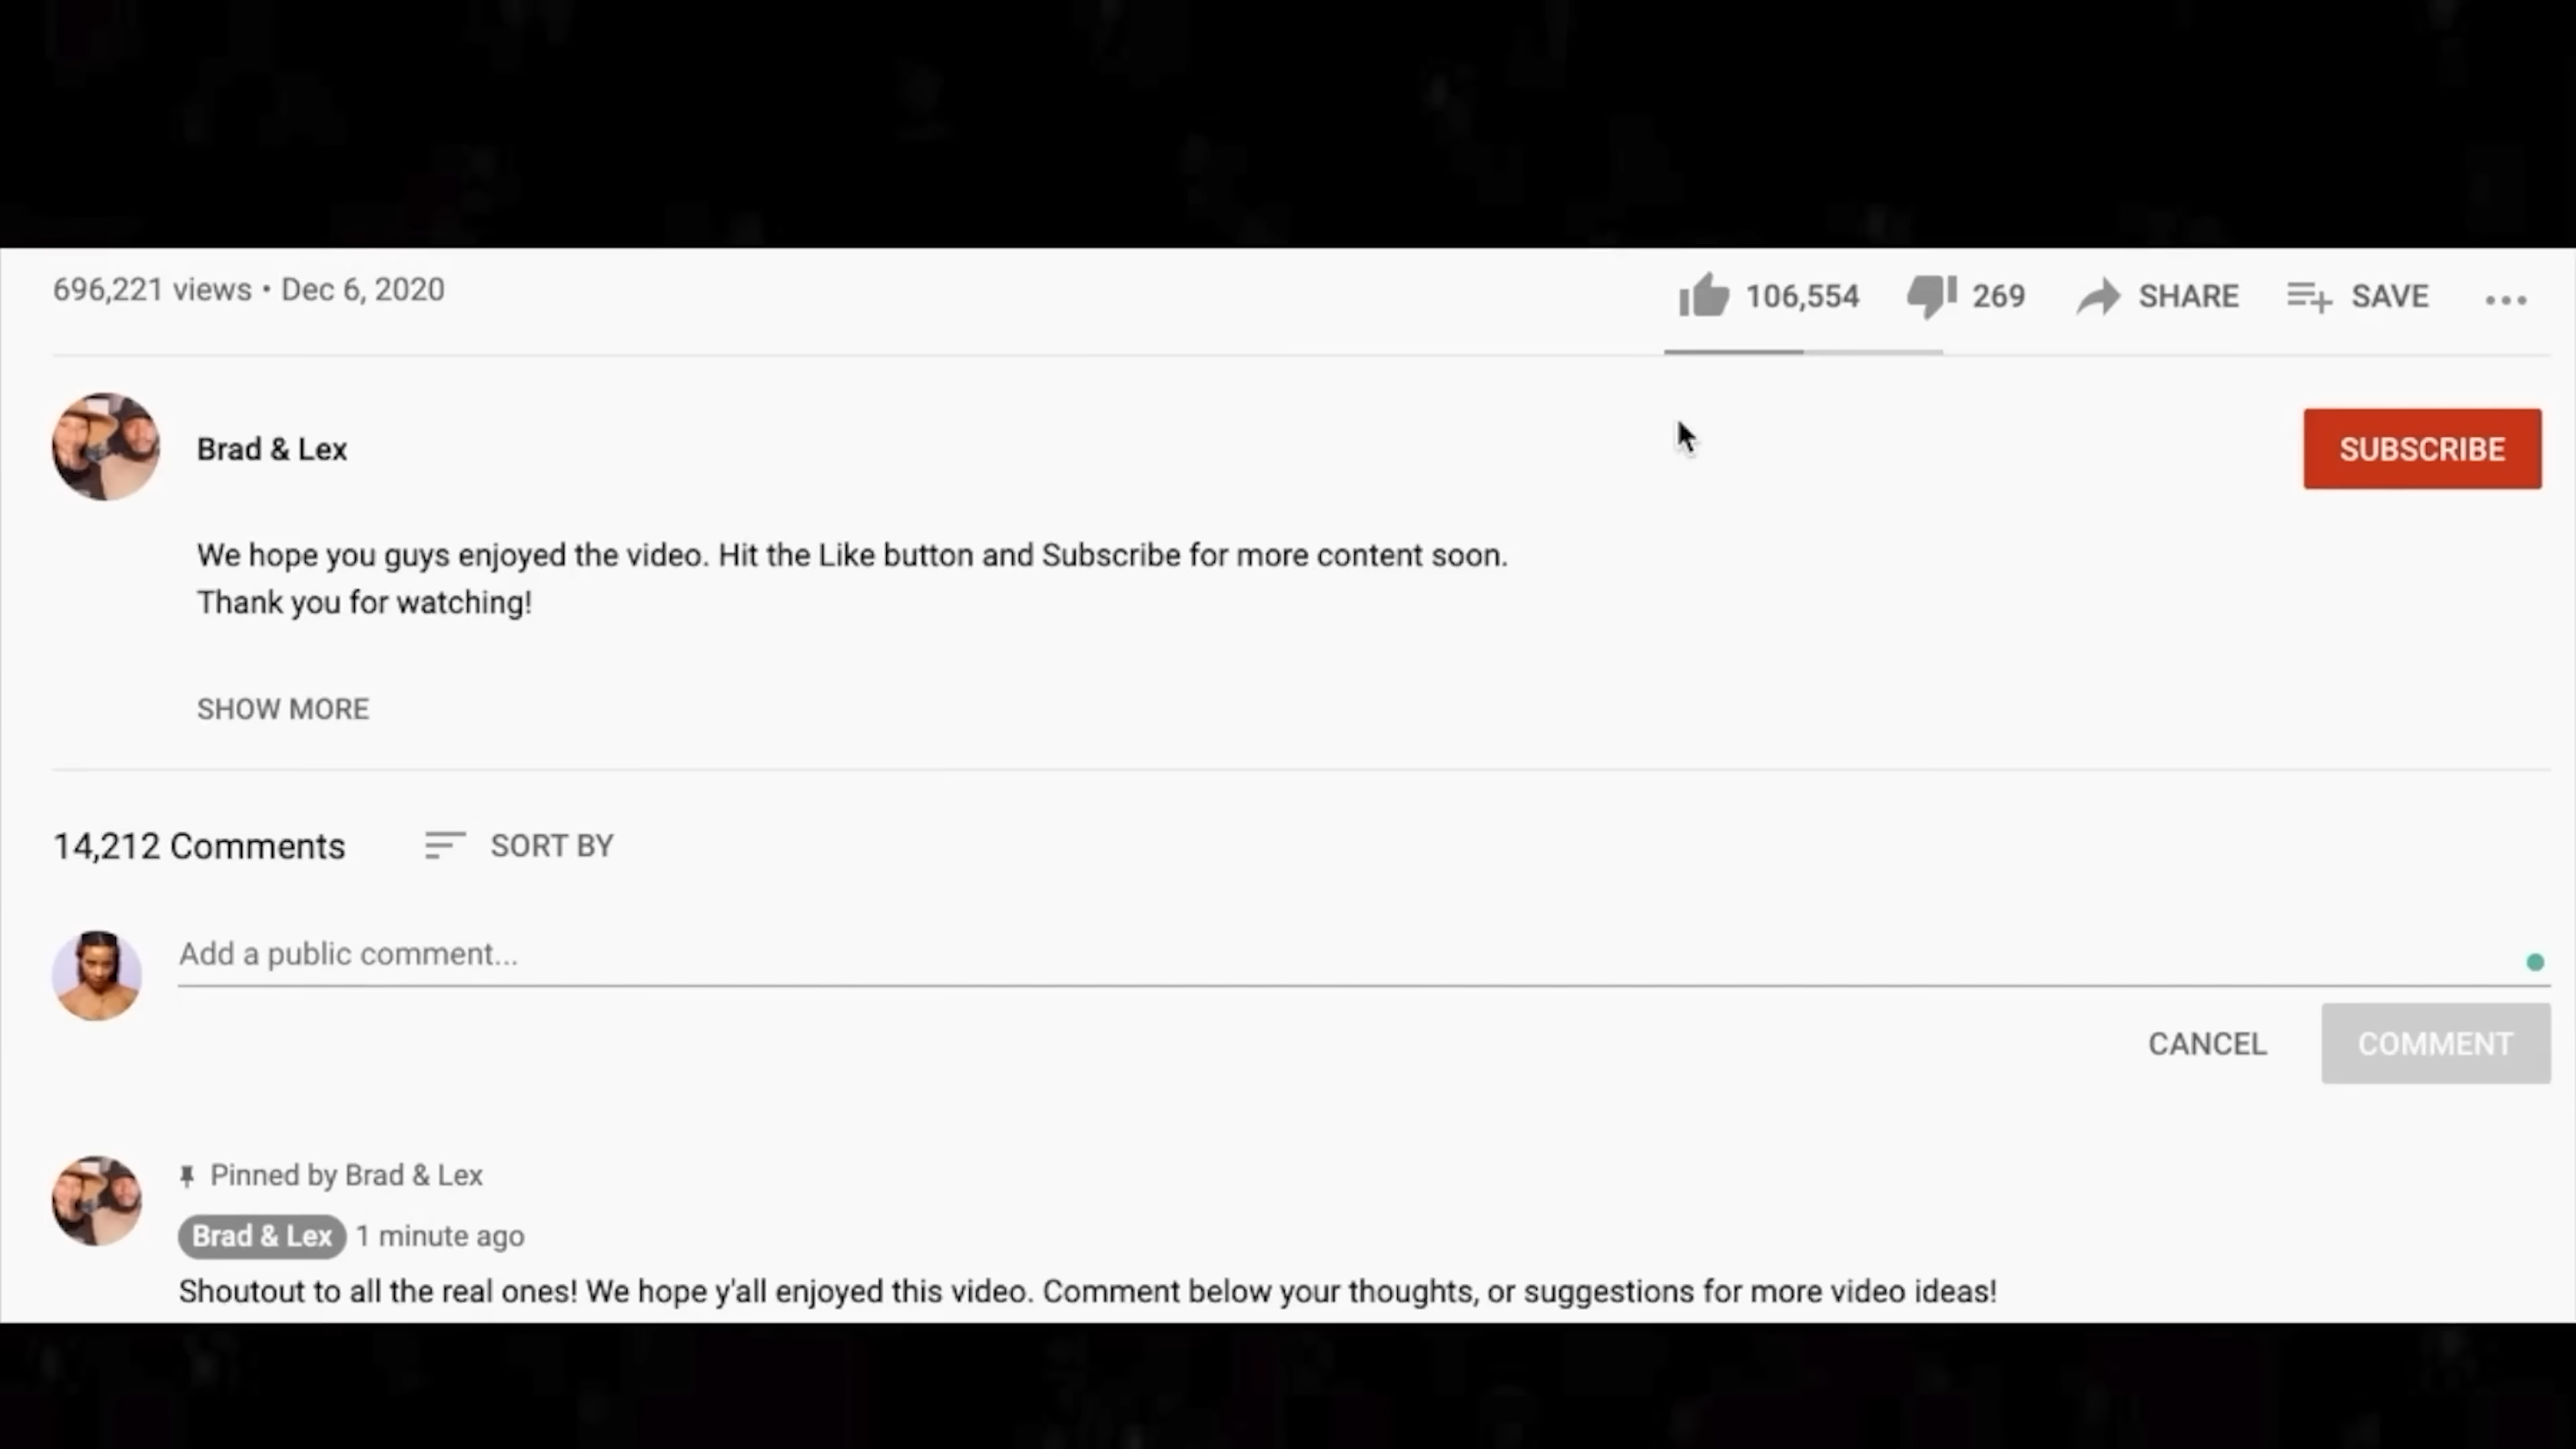 696,221 views • Dec 6, 2020
106,554
269
SHARE
SAVE
Brad & Lex
SUBSCRIBE
We hope you guys enjoyed the video. Hit the Like button and Subscribe for more content soon.
Thank you for watching!
SHOW MORE
14,212 Comments
SORT BY
Add a public comment...
CANCEL
COMMENT
Pinned by Brad & Lex
Brad & Lex 1 minute ago
Shoutout to all the real ones! We hope y'all enjoyed this video. Comment below your thoughts, or suggestions for more video ideas!